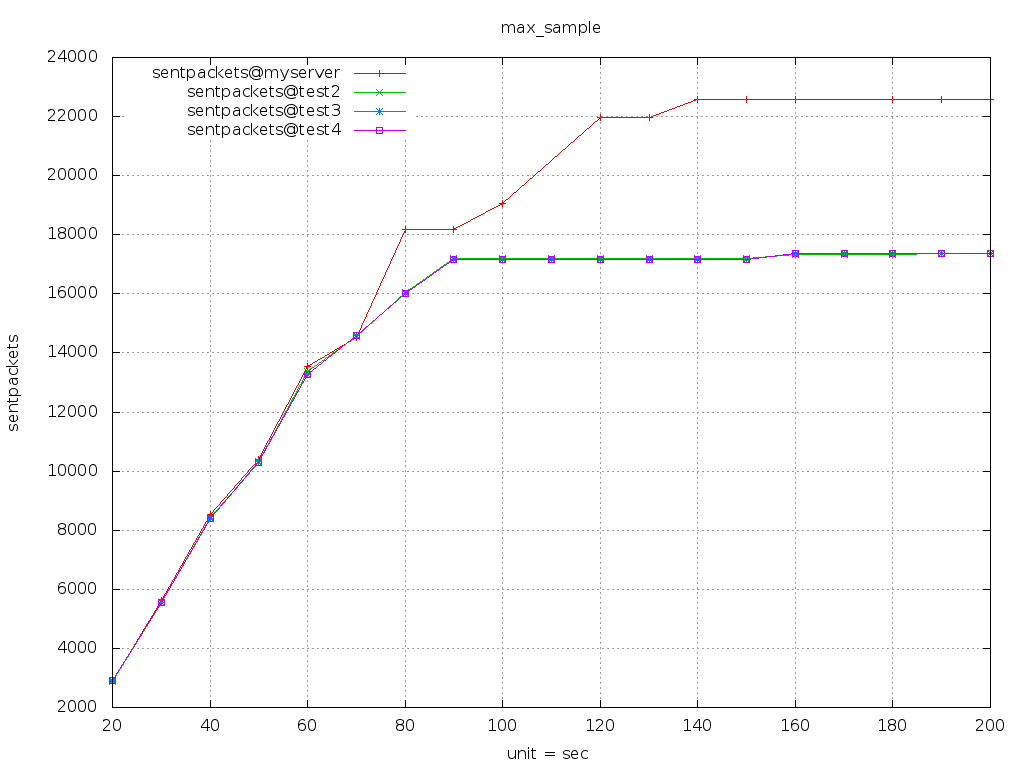 max_sample
sentpackets@myserver
sentpackets@test2
sentpackets@test3
sentpackets@test4
24000
22000
20000
18000
16000
14000
12000
10000
8000
6000
4000
2000
sentpackets
20 40 60 80 100 120 140 160 180 200
unit = sec